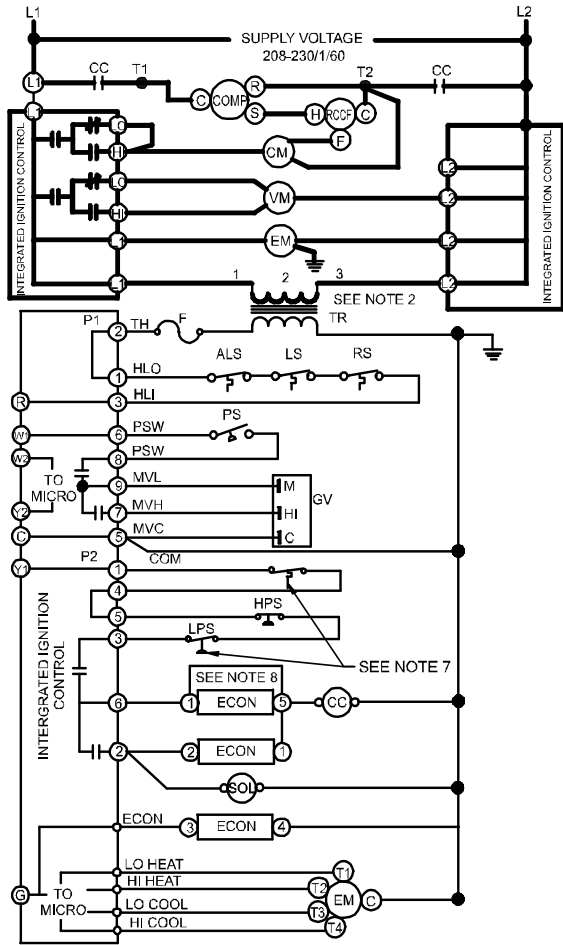 L1 L2
SUPPLY VOLTAGE
208-230/1/60
L1 CC T1 C COMP R T2 CC
S H RCCF C
L1 LO F
HI CM
L2
LO
HI VM L2
L1 EM L2
L1 1 2 3 L2
INTEGRATED IGNITION CONTROL
INTEGRATED IGNITION CONTROL
SEE NOTE 2
TR
P1 2 TH F
ALS LS RS
1 HLO
R 3 HLI
PS
W1 6 PSW
W2 8 PSW
TO
MICRO
9 MVL M
GV
Y2 7 MVH HI
C 5 MVC C
COM
Y1 P2 1
4
5 HPS
3 LPS
SEE NOTE 7
INTERGRATED IGNITION
CONTROL
SEE NOTE 8
6 1 ECON 5 CC
2 2 ECON 1
SOL
ECON 3 ECON 4
LO HEAT T1
G TO HI HEAT T2 EM C
MICRO LO COOL T3
HI COOL T4